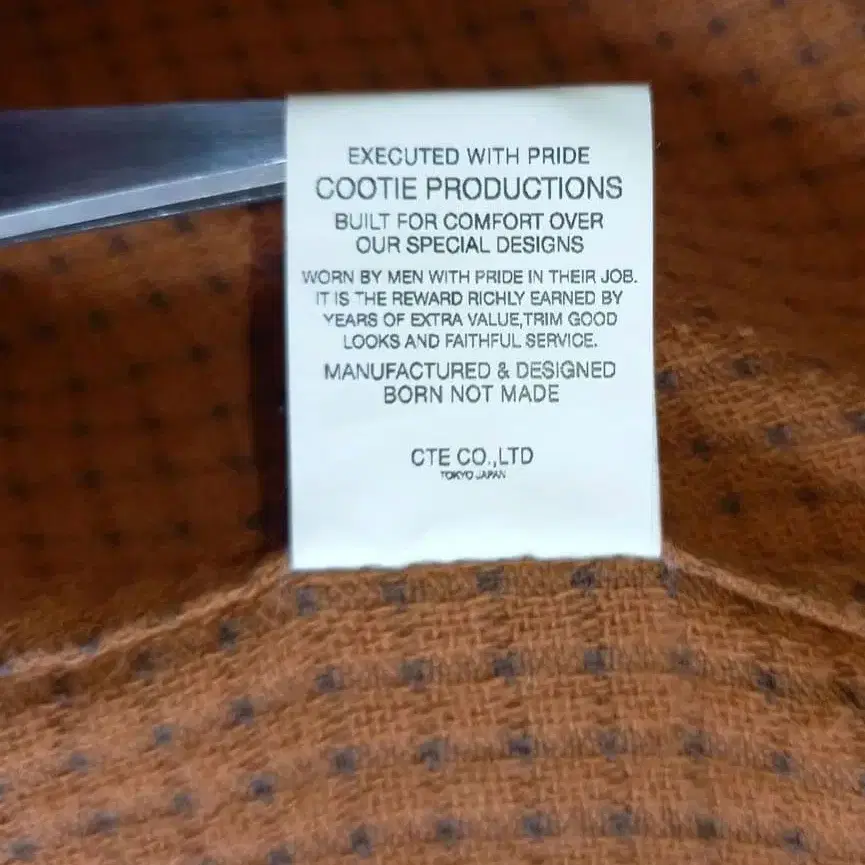 EXECUTED WITH PRIDE
COOTIE PRODUCTIONS
BUILT FOR COMFORT OVER
OUR SPECIAL DESIGNS
WORN BY MEN WITH PRIDE IN THEIR JOB.
IT IS THE REWARD RICHLY EARNED BY
YEARS OF EXTRA VALUE,TRIM GOOD
LOOKS AND FAITHFUL SERVICE.
MANUFACTURED & DESIGNED
BORN NOT MADE
CTE CO.,LTD
TOKYO JAPAN